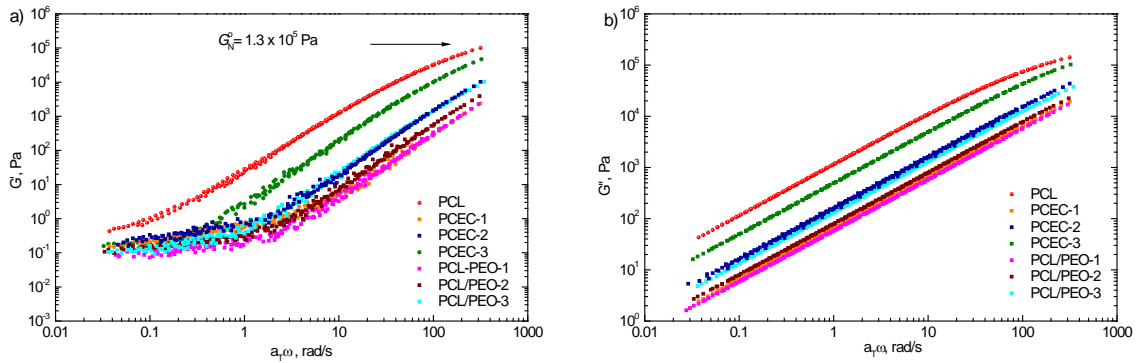 a)
G°N = 1.3 x 10^5 Pa
10^6
10^5
10^4
10^3
10^2
10^1
10^0
10^-1
10^-2
10^-3
G', Pa
PCL
PCEC-1
PCEC-2
PCEC-3
PCL-PEO-1
PCL/PEO-2
PCL/PEO-3
0.01 0.1 1 10 100 1000
aTω, rad/s
b)
10^6
10^5
10^4
10^3
10^2
10^1
10^0
G'', Pa
PCL
PCEC-1
PCEC-2
PCEC-3
PCL/PEO-1
PCL/PEO-2
PCL/PEO-3
0.01 0.1 1 10 100 1000
aTω, rad/s